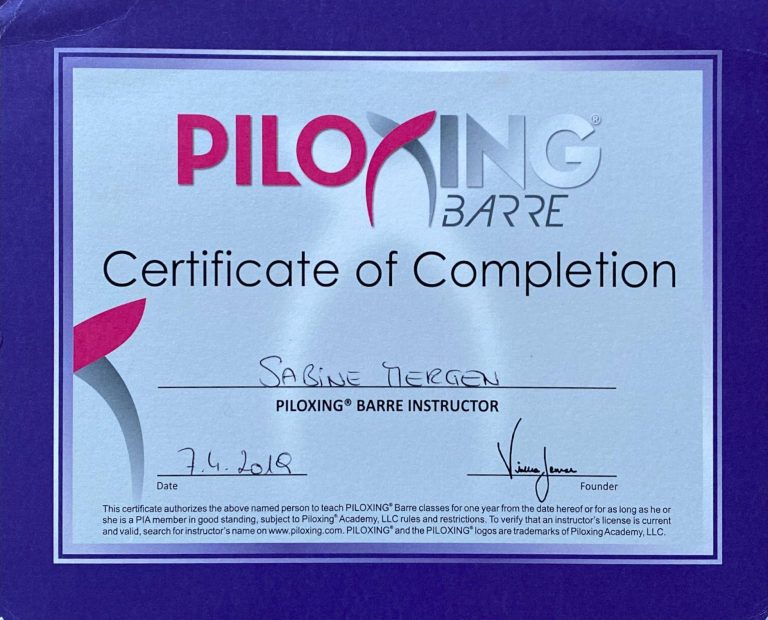 PILOXING®
BARRE
Certificate of Completion
SABINE MERGEN
PILOXING® BARRE INSTRUCTOR
7.4.2019
Date
Founder
This certificate authorizes the above named person to teach PILOXING® Barre classes for one year from the date hereof or for as long as he or
she is a PIA member in good standing, subject to Piloxing® Academy, LLC rules and restrictions. To verify that an instructor's license is current
and valid, search for instructor's name on www.piloxing.com. PILOXING® and the PILOXING® logos are trademarks of Piloxing Academy, LLC.